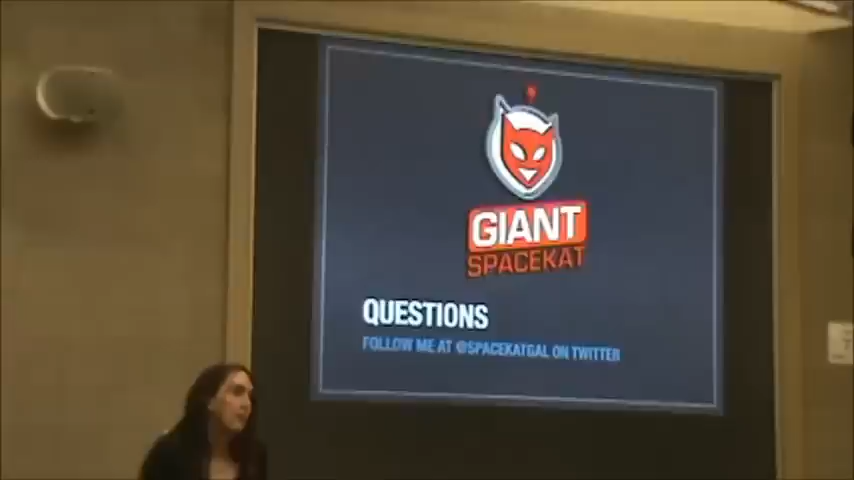 GIANT
SPACEKAT
QUESTIONS
FOLLOW ME AT @SPACEKATGAL ON TWITTER